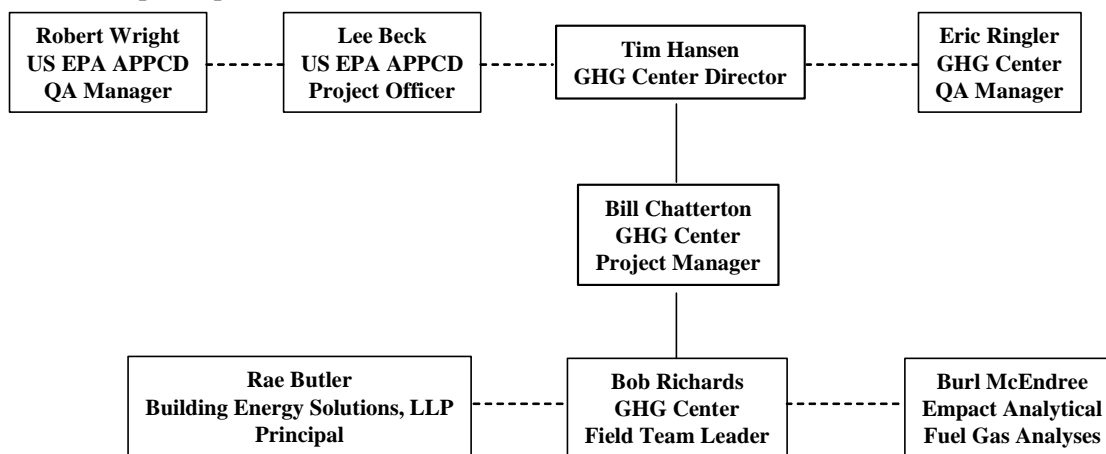 Robert Wright
US EPA APPCD
QA Manager
Lee Beck
US EPA APPCD
Project Officer
Tim Hansen
GHG Center Director
Eric Ringler
GHG Center
QA Manager
Bill Chatterton
GHG Center
Project Manager
Rae Butler
Building Energy Solutions, LLP
Principal
Bob Richards
GHG Center
Field Team Leader
Burl McEndree
Empact Analytical
Fuel Gas Analyses